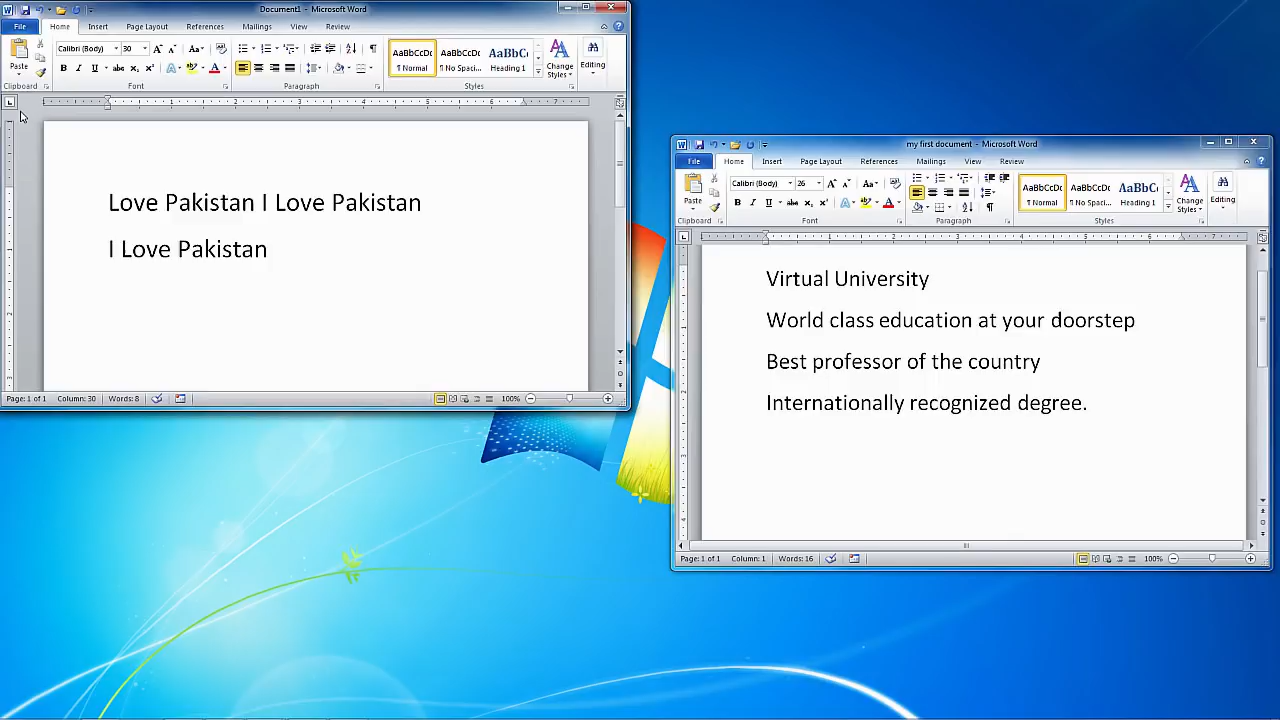 Document1 - Microsoft Word
File Home Insert Page Layout References Mailings View Review
Calibri (Body) 30
Paste
AaBbCcDc AaBbCcDc AaBbC
¶ Normal ¶ No Spaci... Heading 1
Change Styles
Editing
Clipboard Font Paragraph Styles
Love Pakistan I Love Pakistan
I Love Pakistan
Page: 1 of 1 Column: 30 Words: 8 100%
my first document - Microsoft Word
File Home Insert Page Layout References Mailings View Review
Calibri (Body) 26
Paste
AaBbCcDc AaBbCcDc AaBbC
¶ Normal ¶ No Spaci... Heading 1
Change Styles
Editing
Clipboard Font Paragraph Styles
Virtual University
World class education at your doorstep
Best professor of the country
Internationally recognized degree.
Page: 1 of 1 Column: 1 Words: 16 100%